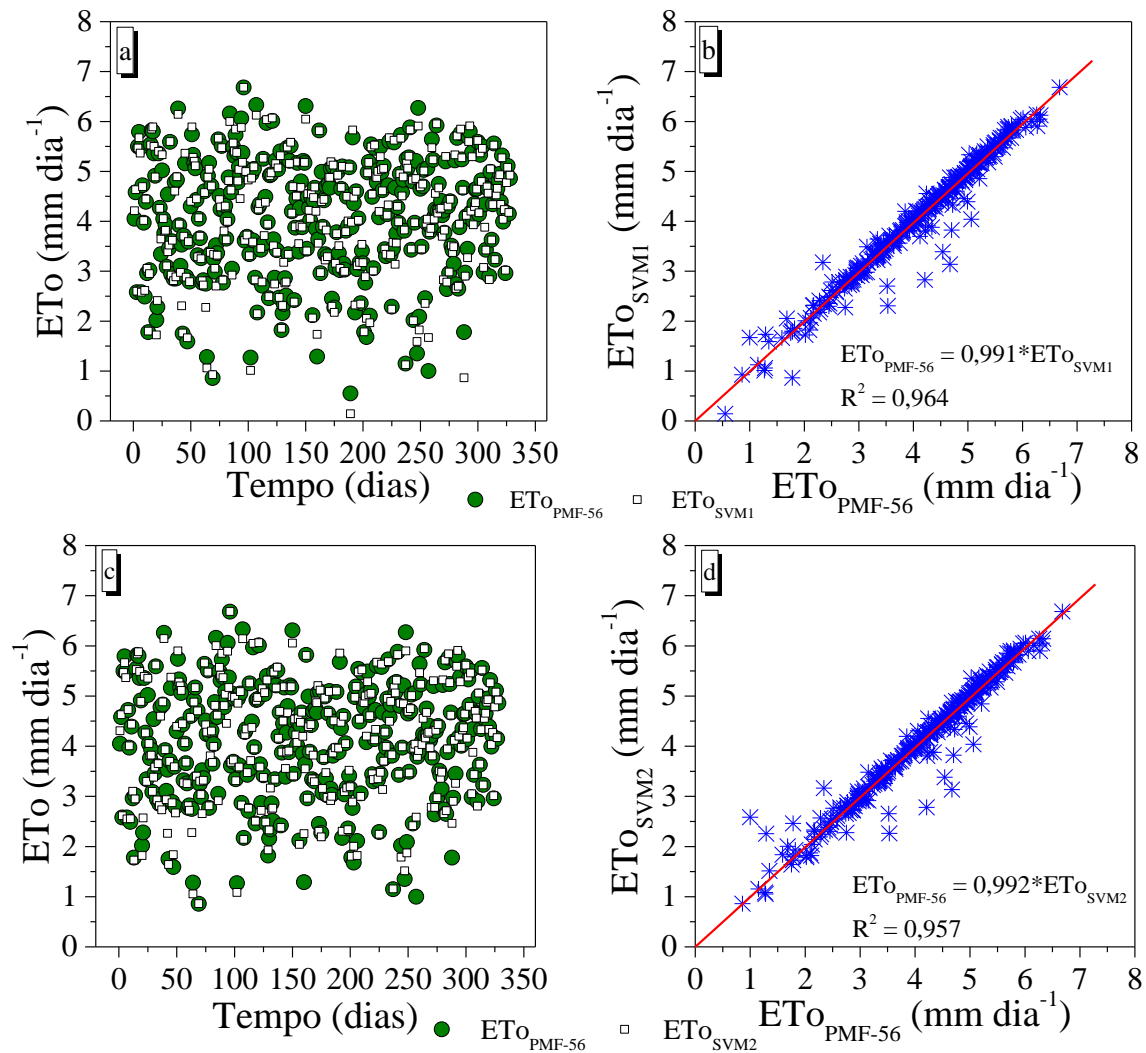 a
8
7
6
5
4
3
2
1
0
ETo (mm dia-1)
0 50 100 150 200 250 300 350
Tempo (dias)
EToPMF-56 EToSVM1
b
8
7
6
5
4
3
2
1
0
EToSVM1 (mm dia-1)
EToPMF-56 = 0,991*EToSVM1
R2 = 0,964
1 2 3 4 5 6 7 8
EToPMF-56 (mm dia-1)
c
8
7
6
5
4
3
2
1
0
ETo (mm dia-1)
0 50 100 150 200 250 300 350
Tempo (dias)
EToPMF-56 EToSVM2
d
8
7
6
5
4
3
2
1
0
EToSVM2 (mm dia-1)
EToPMF-56 = 0,992*EToSVM2
R2 = 0,957
1 2 3 4 5 6 7 8
EToPMF-56 (mm dia-1)